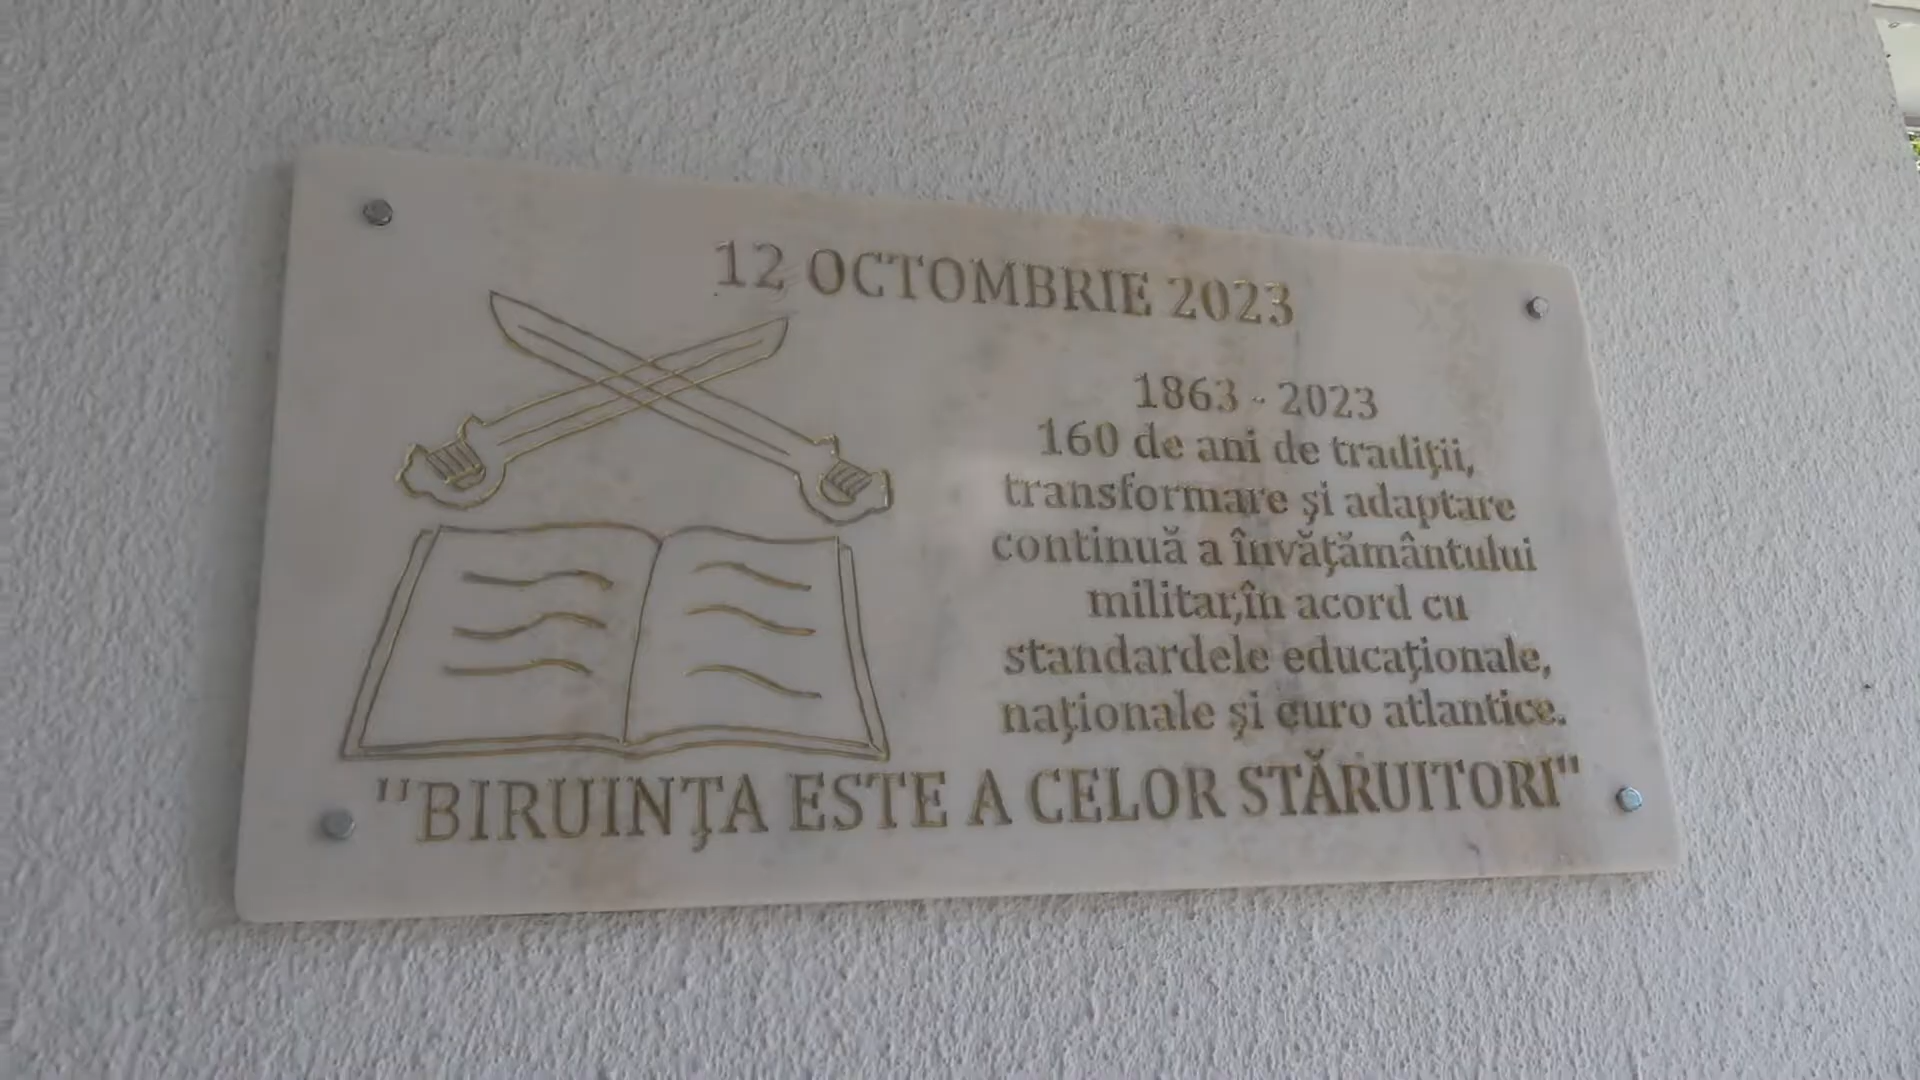 12 OCTOMBRIE 2023
1863 - 2023
160 de ani de tradiţii,
transformare şi adaptare
continuă a învăţământului
militar,în acord cu
standardele educaţionale,
naţionale şi euro atlantice.
"BIRUINŢA ESTE A CELOR STĂRUITORI"